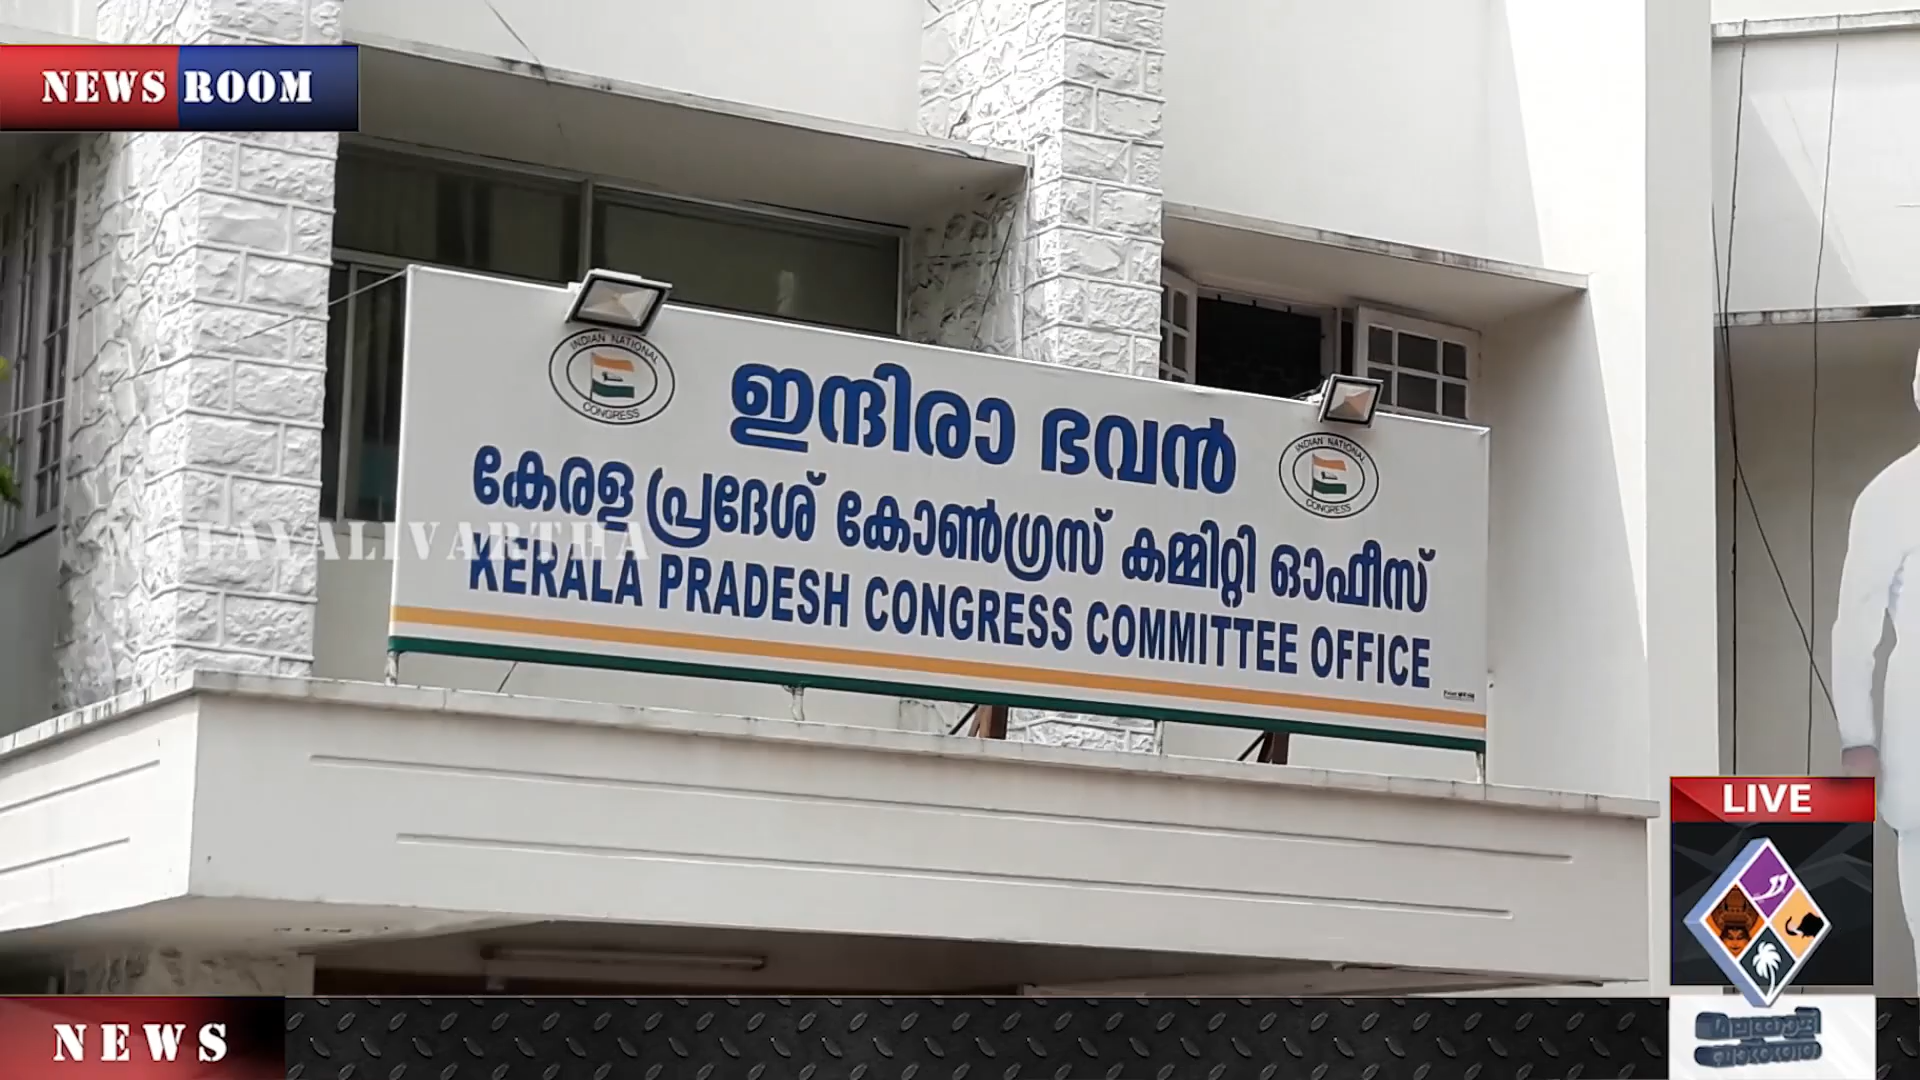 NEWS ROOM
INDIAN NATIONAL
CONGRESS
ഇന്ദിരാ ഭവൻ
INDIAN NATIONAL
CONGRESS
കേരള പ്രദേശ് കോൺഗ്രസ് കമ്മിറ്റി ഓഫീസ്
MALAYALIVARTHA
KERALA PRADESH CONGRESS COMMITTEE OFFICE
LIVE
NEWS